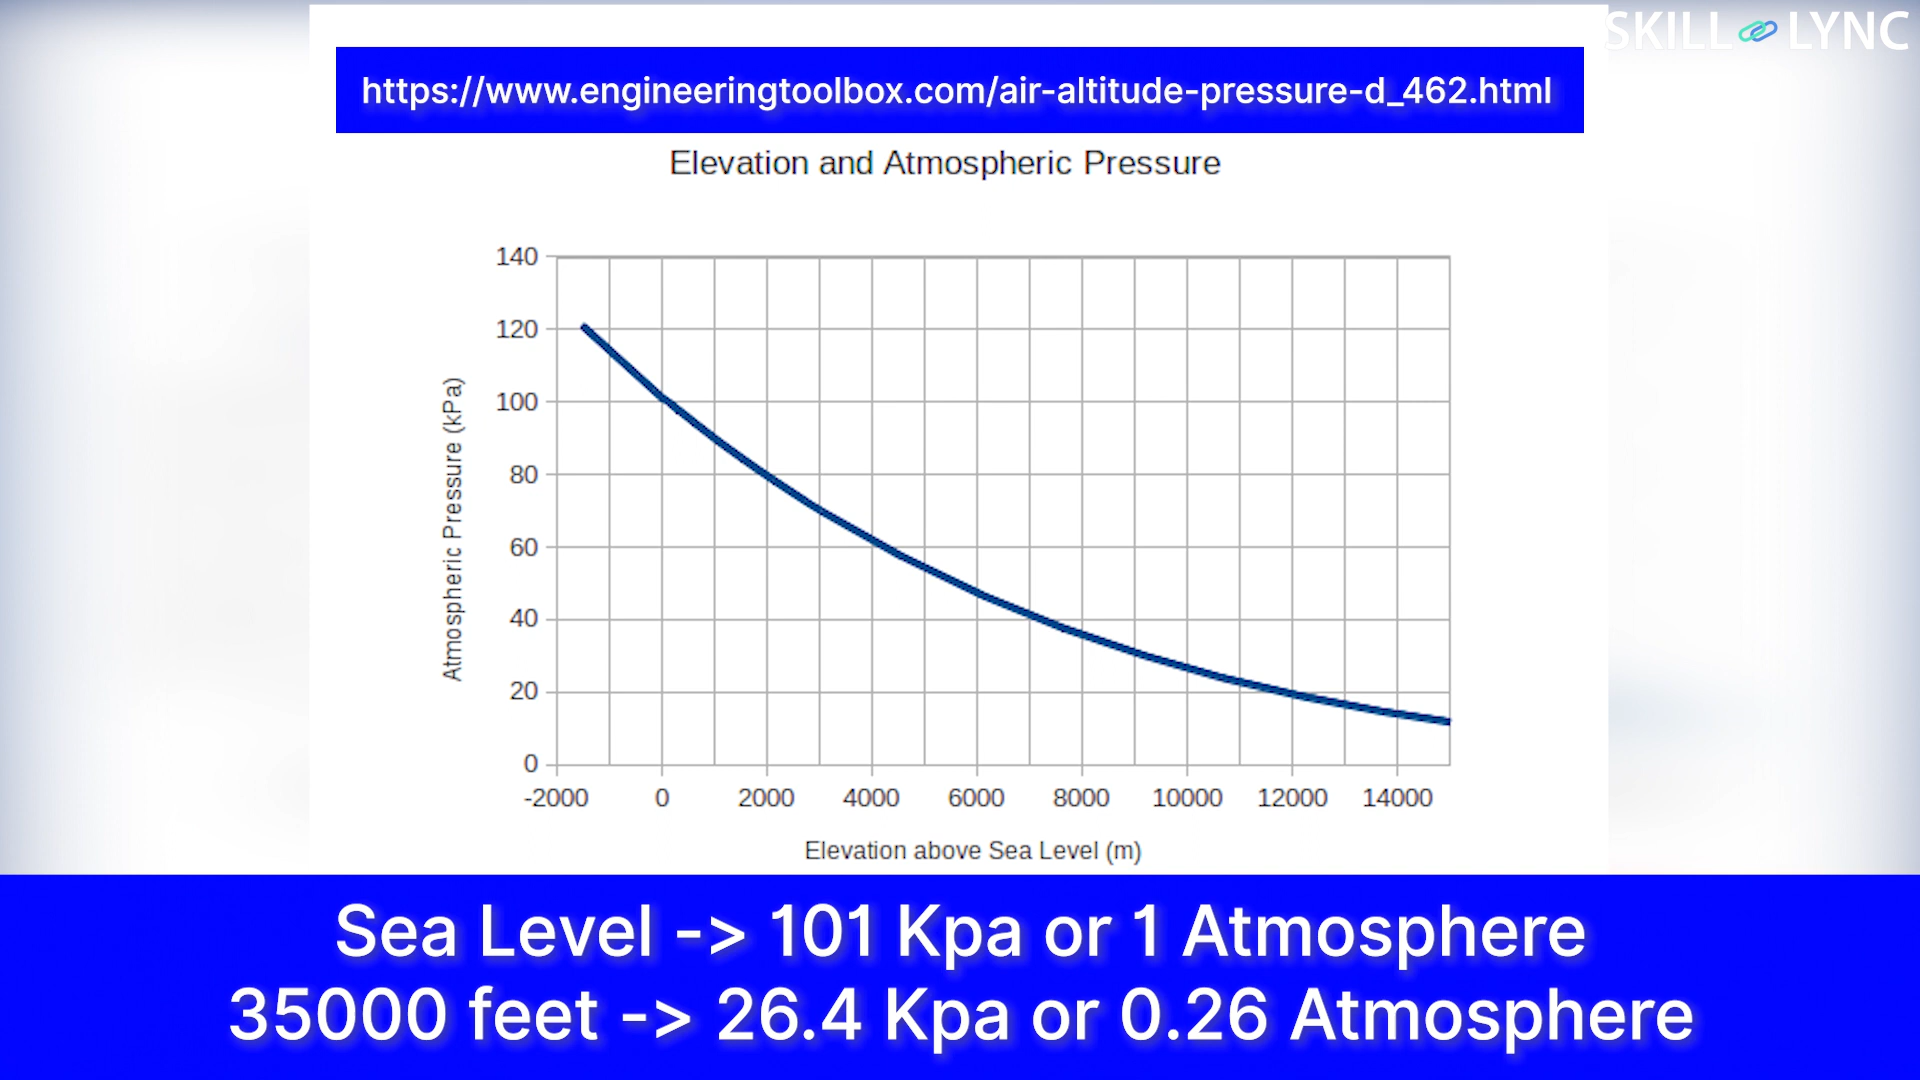 SKILL LYNC
https://www.engineeringtoolbox.com/air-altitude-pressure-d_462.html
Elevation and Atmospheric Pressure
140
120
100
80
60
40
20
0
Atmospheric Pressure (kPa)
-2000 0 2000 4000 6000 8000 10000 12000 14000
Elevation above Sea Level (m)
Sea Level -> 101 Kpa or 1 Atmosphere
35000 feet -> 26.4 Kpa or 0.26 Atmosphere